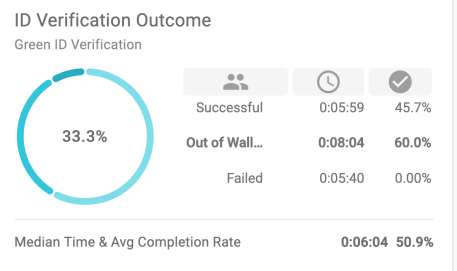 ID Verification Outcome
Green ID Verification
33.3%
Successful 0:05:59 45.7%
Out of Wall... 0:08:04 60.0%
Failed 0:05:40 0.00%
Median Time & Avg Completion Rate 0:06:04 50.9%